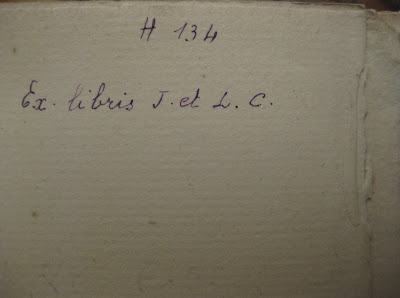 H 134
Ex. libris J. et L. C.